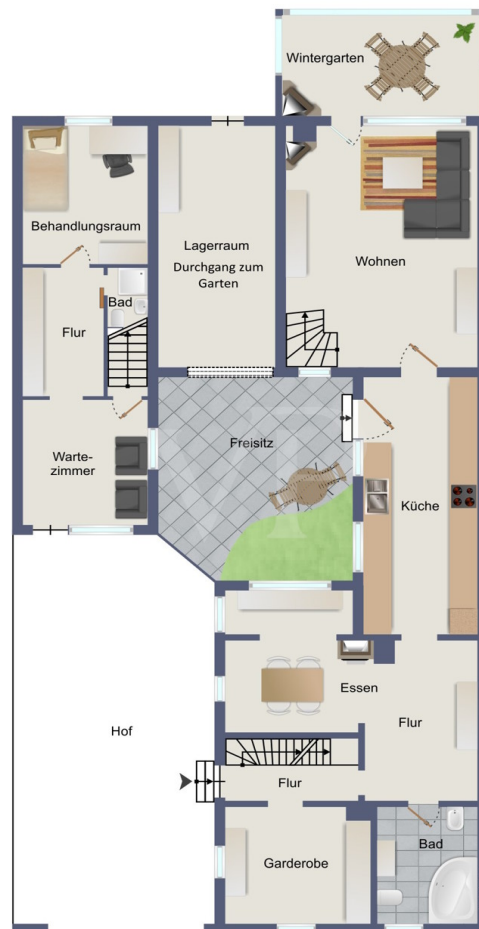 Wintergarten
Behandlungsraum
Lagerraum
Durchgang zum
Garten
Wohnen
Bad
Flur
Freisitz
Warte-
zimmer
Küche
Essen
Flur
Hof
Flur
Garderobe
Bad